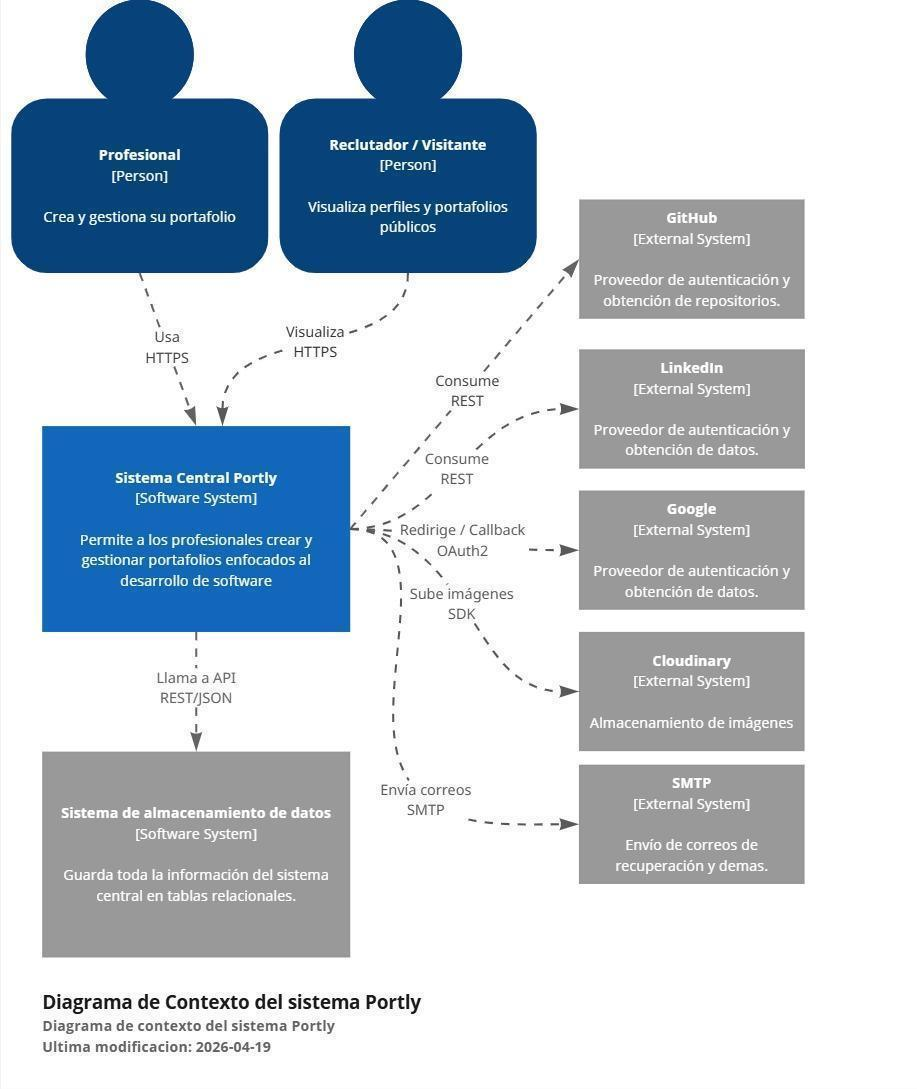 Profesional
[Person]
Crea y gestiona su portafolio
Reclutador / Visitante
[Person]
Visualiza perfiles y portafolios
públicos
GitHub
[External System]
Proveedor de autenticación y
obtención de repositorios.
Usa
HTTPS
Visualiza
HTTPS
Consume
REST
LinkedIn
[External System]
Proveedor de autenticación y
obtención de datos.
Consume
REST
Sistema Central Portly
[Software System]
Permite a los profesionales crear y
gestionar portafolios enfocados al
desarrollo de software
Redirige / Callback
OAuth2
Google
[External System]
Proveedor de autenticación y
obtención de datos.
Sube imágenes
SDK
Cloudinary
[External System]
Almacenamiento de imágenes
Llama a API
REST/JSON
Envía correos
SMTP
SMTP
[External System]
Envío de correos de
recuperación y demas.
Sistema de almacenamiento de datos
[Software System]
Guarda toda la información del sistema
central en tablas relacionales.
Diagrama de Contexto del sistema Portly
Diagrama de contexto del sistema Portly
Ultima modificacion: 2026-04-19